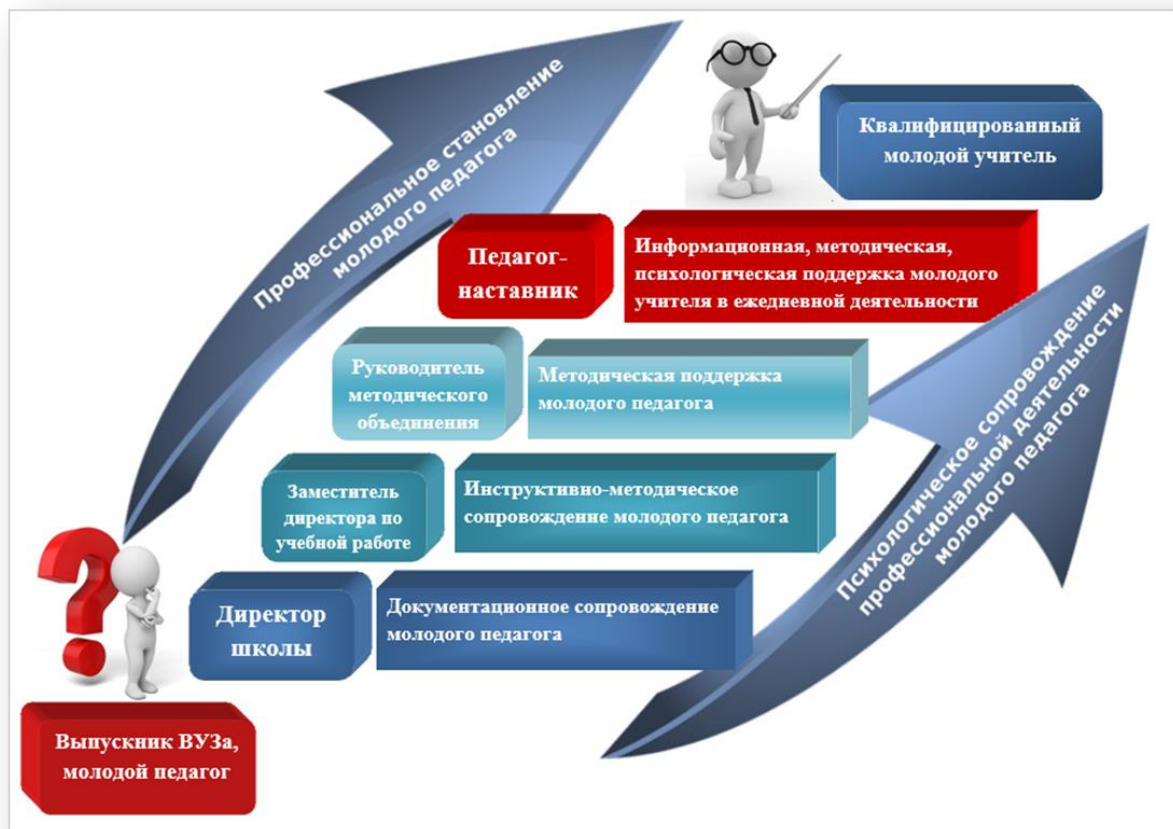 Профессиональное становление
молодого педагога
Квалифицированный
молодой учитель
Педагог-
наставник
Информационная, методическая,
психологическая поддержка молодого
учителя в ежедневной деятельности
Руководитель
методического
объединения
Методическая поддержка
молодого педагога
Заместитель
директора по
учебной работе
Инструктивно-методическое
сопровождение молодого педагога
Директор
школы
Документационное сопровождение
молодого педагога
Психологическое сопровождение
профессиональной деятельности
молодого педагога
Выпускник ВУЗа,
молодой педагог